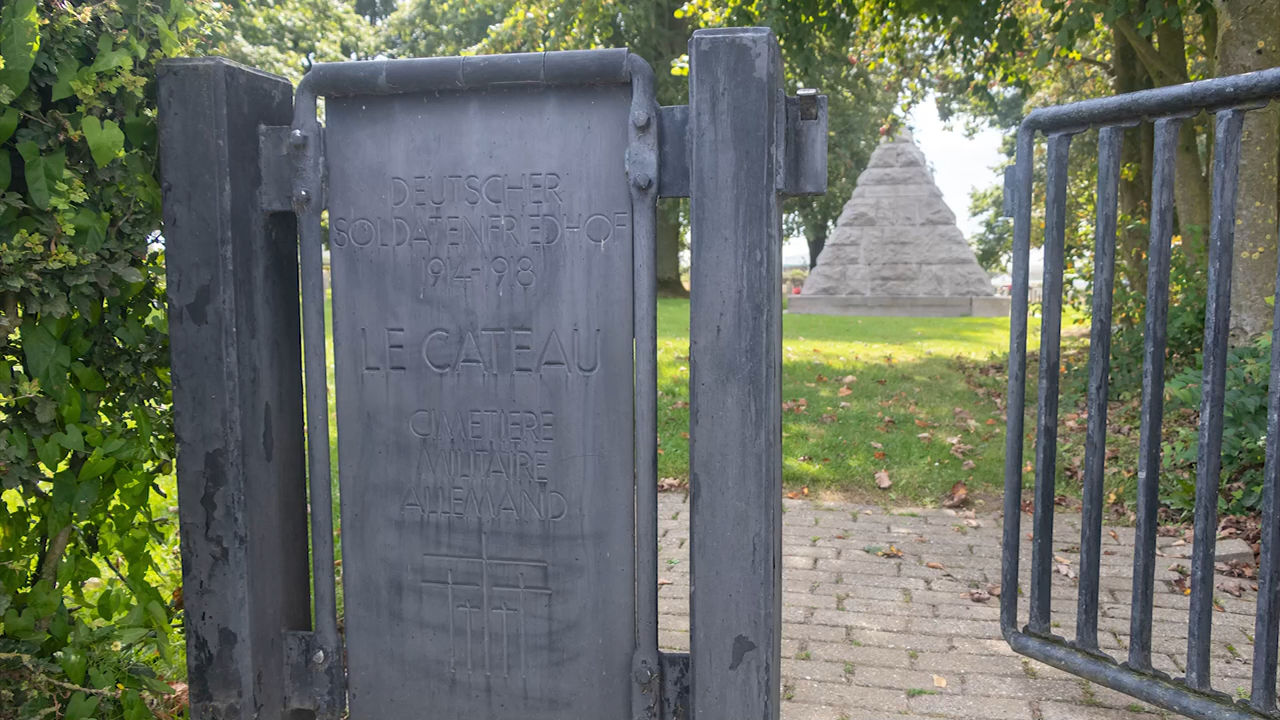 DEUTSCHER
SOLDATENFRIEDHOF
1914-1918
LE CATEAU
CIMETIERE
MILITAIRE
ALLEMAND